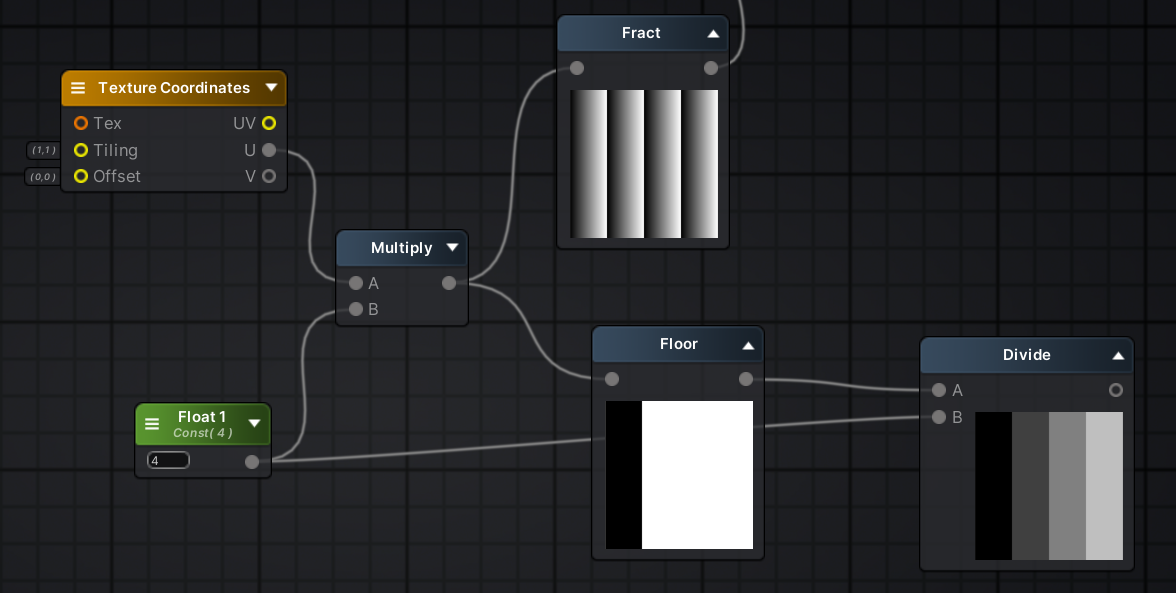 Fract
Texture Coordinates
Tex UV
(1,1) Tiling U
(0,0) Offset V
Multiply
A
B
Floor
Divide
A
B
Float 1
Const( 4 )
4